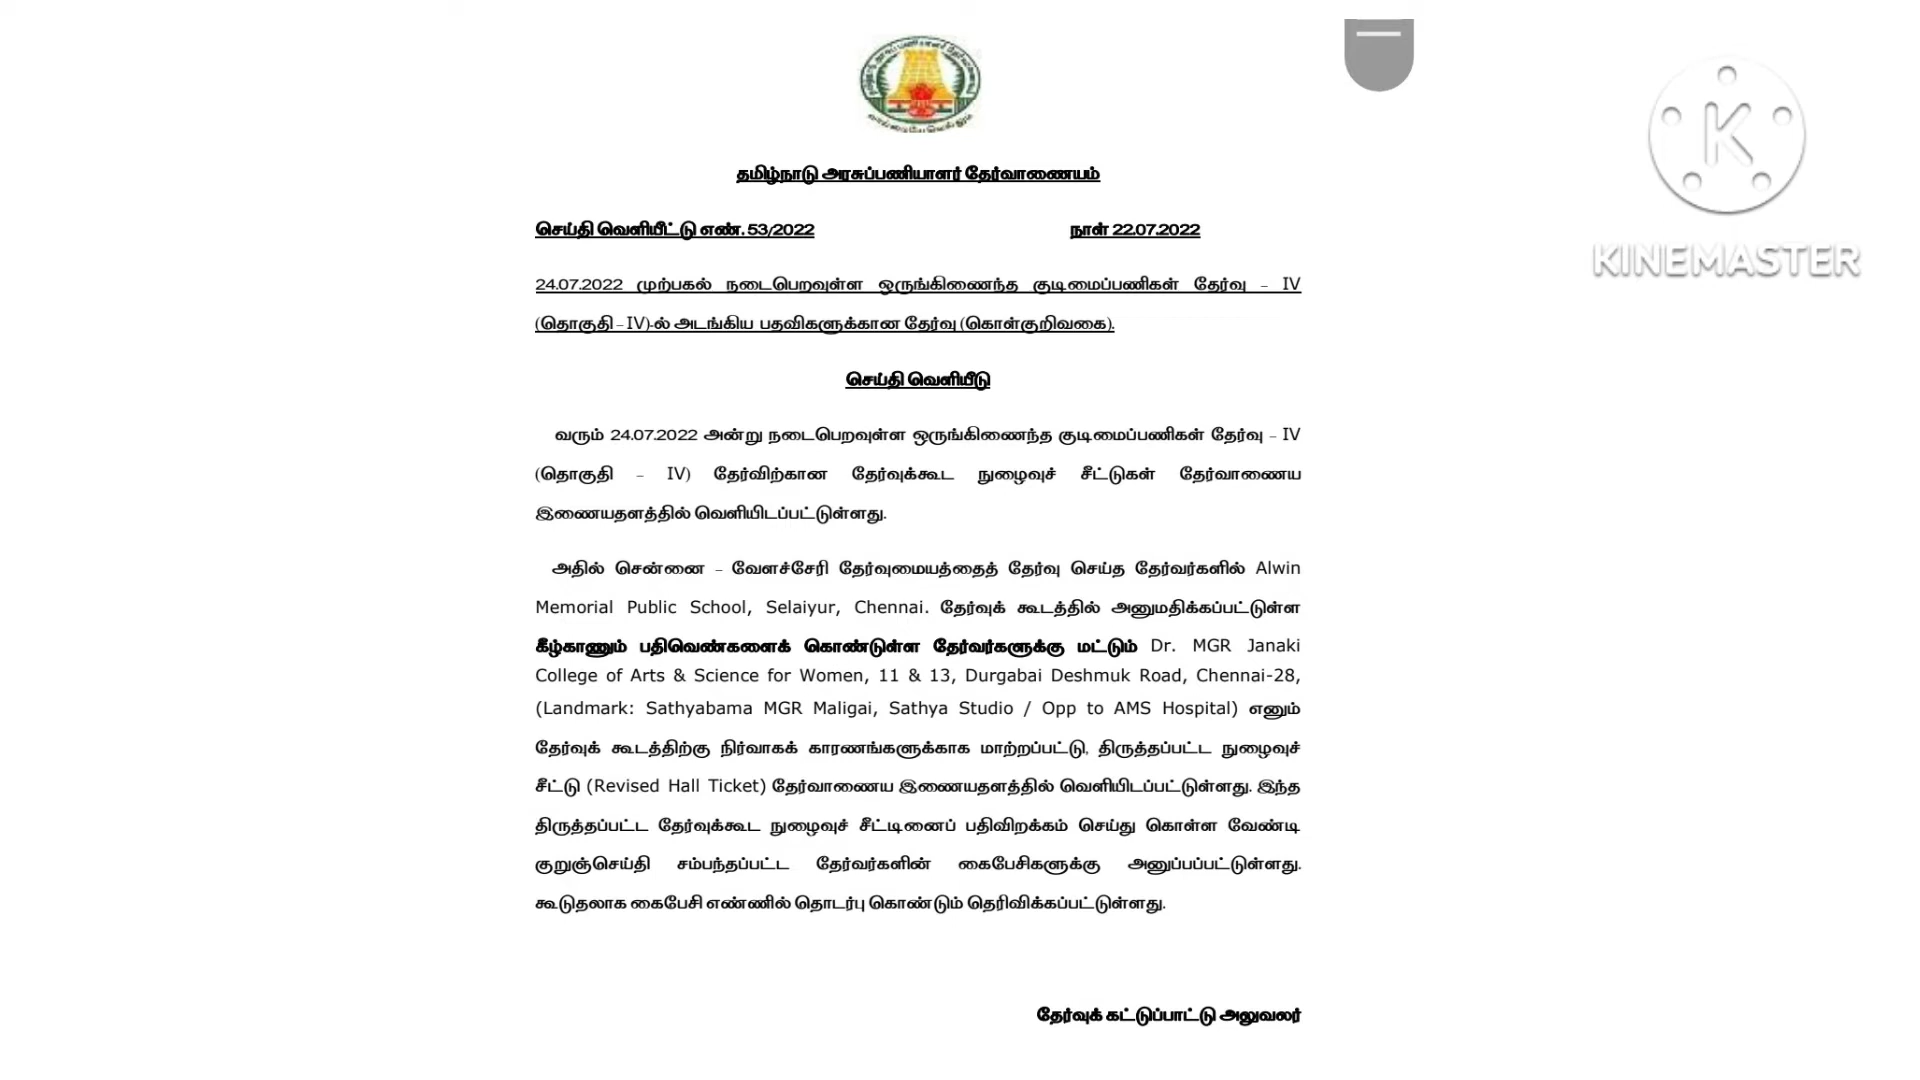 தமிழ்நாடு அரசுப்பணியாளர் தேர்வாணையம்
செய்தி வெளியீட்டு எண். 53/2022 நாள் 22.07.2022
24.07.2022 முற்பகல் நடைபெறவுள்ள ஒருங்கிணைந்த குடிமைப்பணிகள் தேர்வு – IV
(தொகுதி – IV)-ல் அடங்கிய பதவிகளுக்கான தேர்வு (கொள்குறிவகை).
செய்தி வெளியீடு
வரும் 24.07.2022 அன்று நடைபெறவுள்ள ஒருங்கிணைந்த குடிமைப்பணிகள் தேர்வு – IV
(தொகுதி – IV) தேர்விற்கான தேர்வுக்கூட நுழைவுச் சீட்டுகள் தேர்வாணைய
இணையதளத்தில் வெளியிடப்பட்டுள்ளது.
அதில் சென்னை – வேளச்சேரி தேர்வுமையத்தைத் தேர்வு செய்த தேர்வர்களில் Alwin
Memorial Public School, Selaiyur, Chennai. தேர்வுக் கூடத்தில் அனுமதிக்கப்பட்டுள்ள
கீழ்காணும் பதிவெண்களைக் கொண்டுள்ள தேர்வர்களுக்கு மட்டும் Dr. MGR Janaki
College of Arts & Science for Women, 11 & 13, Durgabai Deshmuk Road, Chennai-28,
(Landmark: Sathyabama MGR Maligai, Sathya Studio / Opp to AMS Hospital) எனும்
தேர்வுக் கூடத்திற்கு நிர்வாகக் காரணங்களுக்காக மாற்றப்பட்டு, திருத்தப்பட்ட நுழைவுச்
சீட்டு (Revised Hall Ticket) தேர்வாணைய இணையதளத்தில் வெளியிடப்பட்டுள்ளது. இந்த
திருத்தப்பட்ட தேர்வுக்கூட நுழைவுச் சீட்டினைப் பதிவிறக்கம் செய்து கொள்ள வேண்டி
குறுஞ்செய்தி சம்பந்தப்பட்ட தேர்வர்களின் கைபேசிகளுக்கு அனுப்பப்பட்டுள்ளது.
கூடுதலாக கைபேசி எண்ணில் தொடர்பு கொண்டும் தெரிவிக்கப்பட்டுள்ளது.
தேர்வுக் கட்டுப்பாட்டு அலுவலர்
K
KINEMASTER